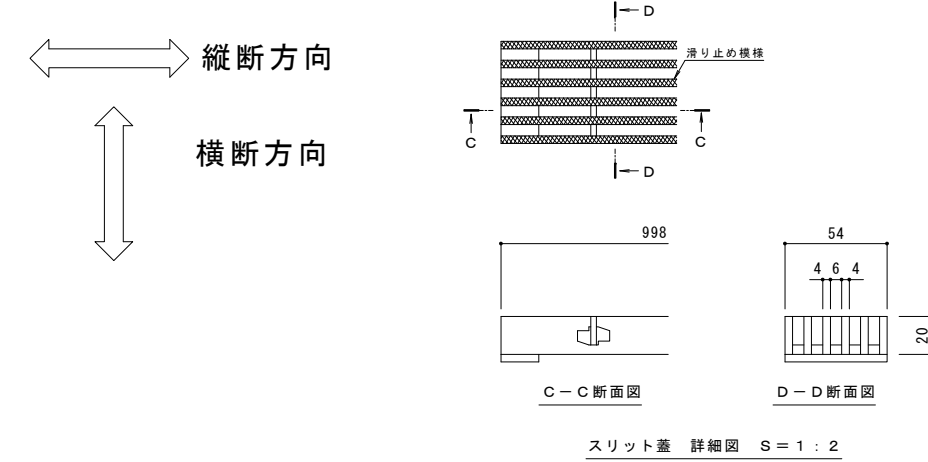 縦断方向
横断方向
D
滑り止め模様
C
C
D
998
54
4 6 4
20
C－C断面図
D－D断面図
スリット蓋 詳細図 S＝1：2